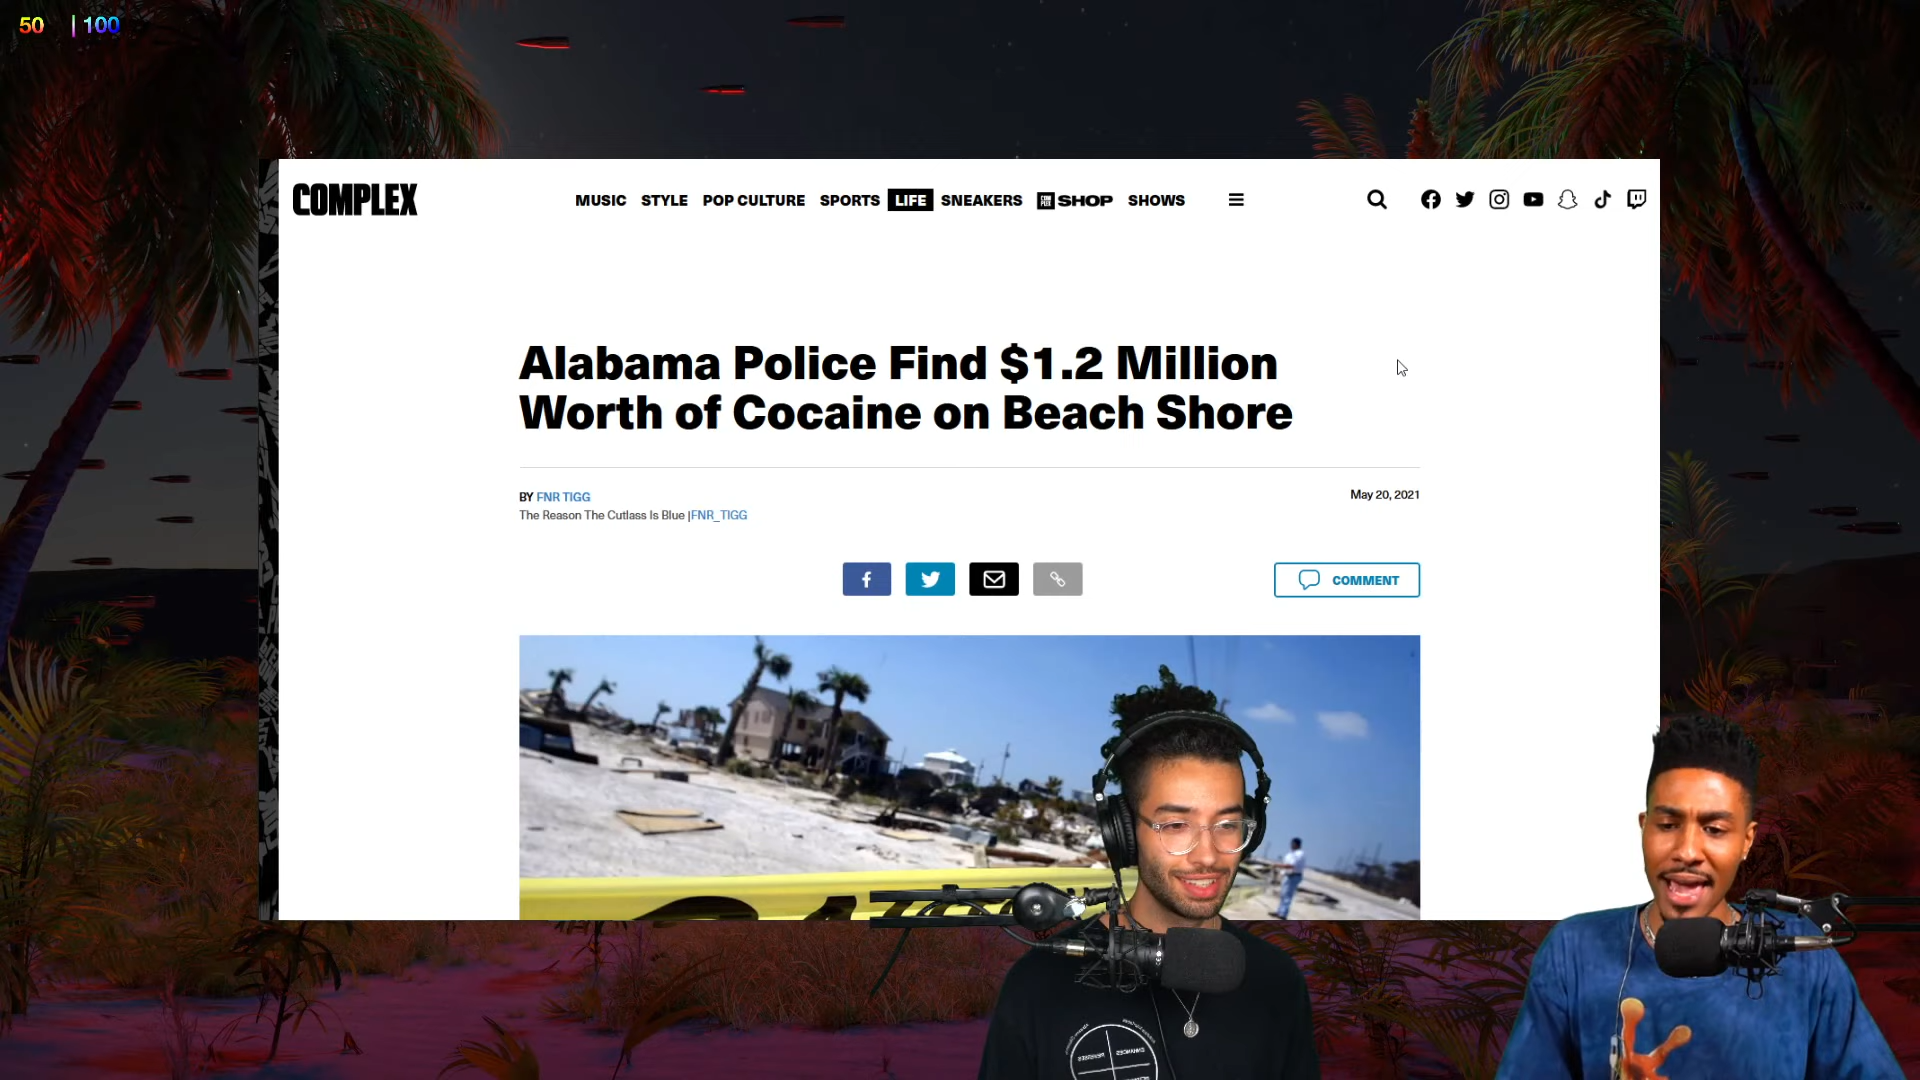 50 | 100
COMPLEX
MUSIC STYLE POP CULTURE SPORTS LIFE SNEAKERS COMPLEX SHOP SHOWS
Alabama Police Find $1.2 Million
Worth of Cocaine on Beach Shore
BY FNR TIGG
May 20, 2021
The Reason The Cutlass Is Blue |FNR_TIGG
COMMENT